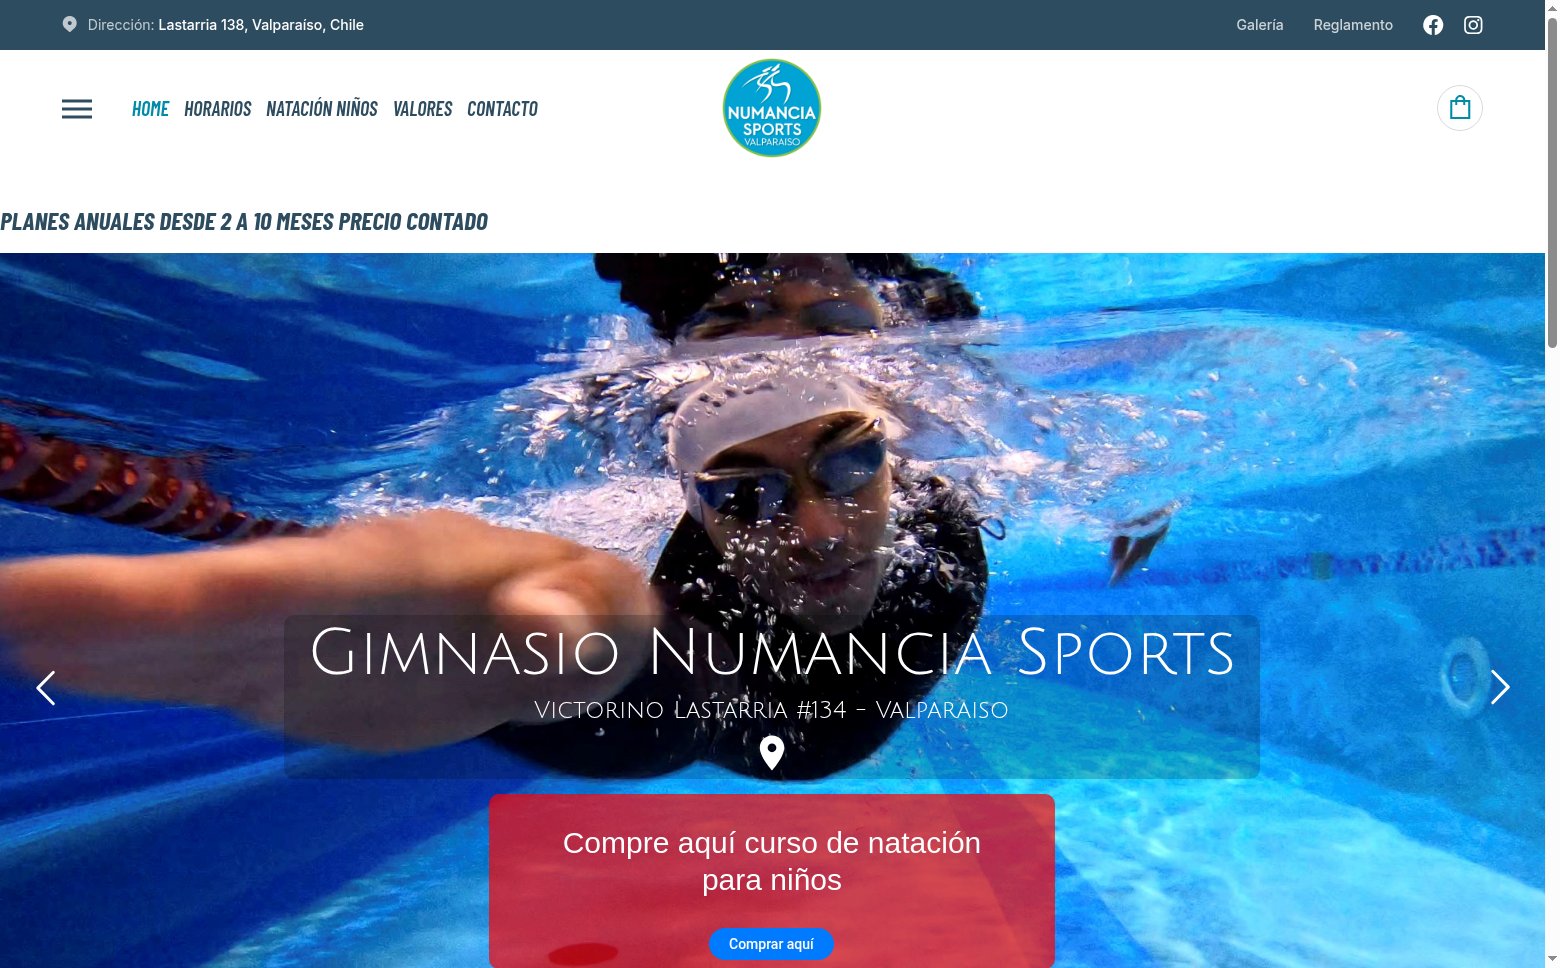 Dirección: Lastarria 138, Valparaíso, Chile
Galería
Reglamento
HOME
HORARIOS
NATACIÓN NIÑOS
VALORES
CONTACTO
NUMANCIA
SPORTS
VALPARAISO
PLANES ANUALES DESDE 2 A 10 MESES PRECIO CONTADO
Gimnasio Numancia Sports
Victorino Lastarria #134 - Valparaiso
Compre aquí curso de natación
para niños
Comprar aquí